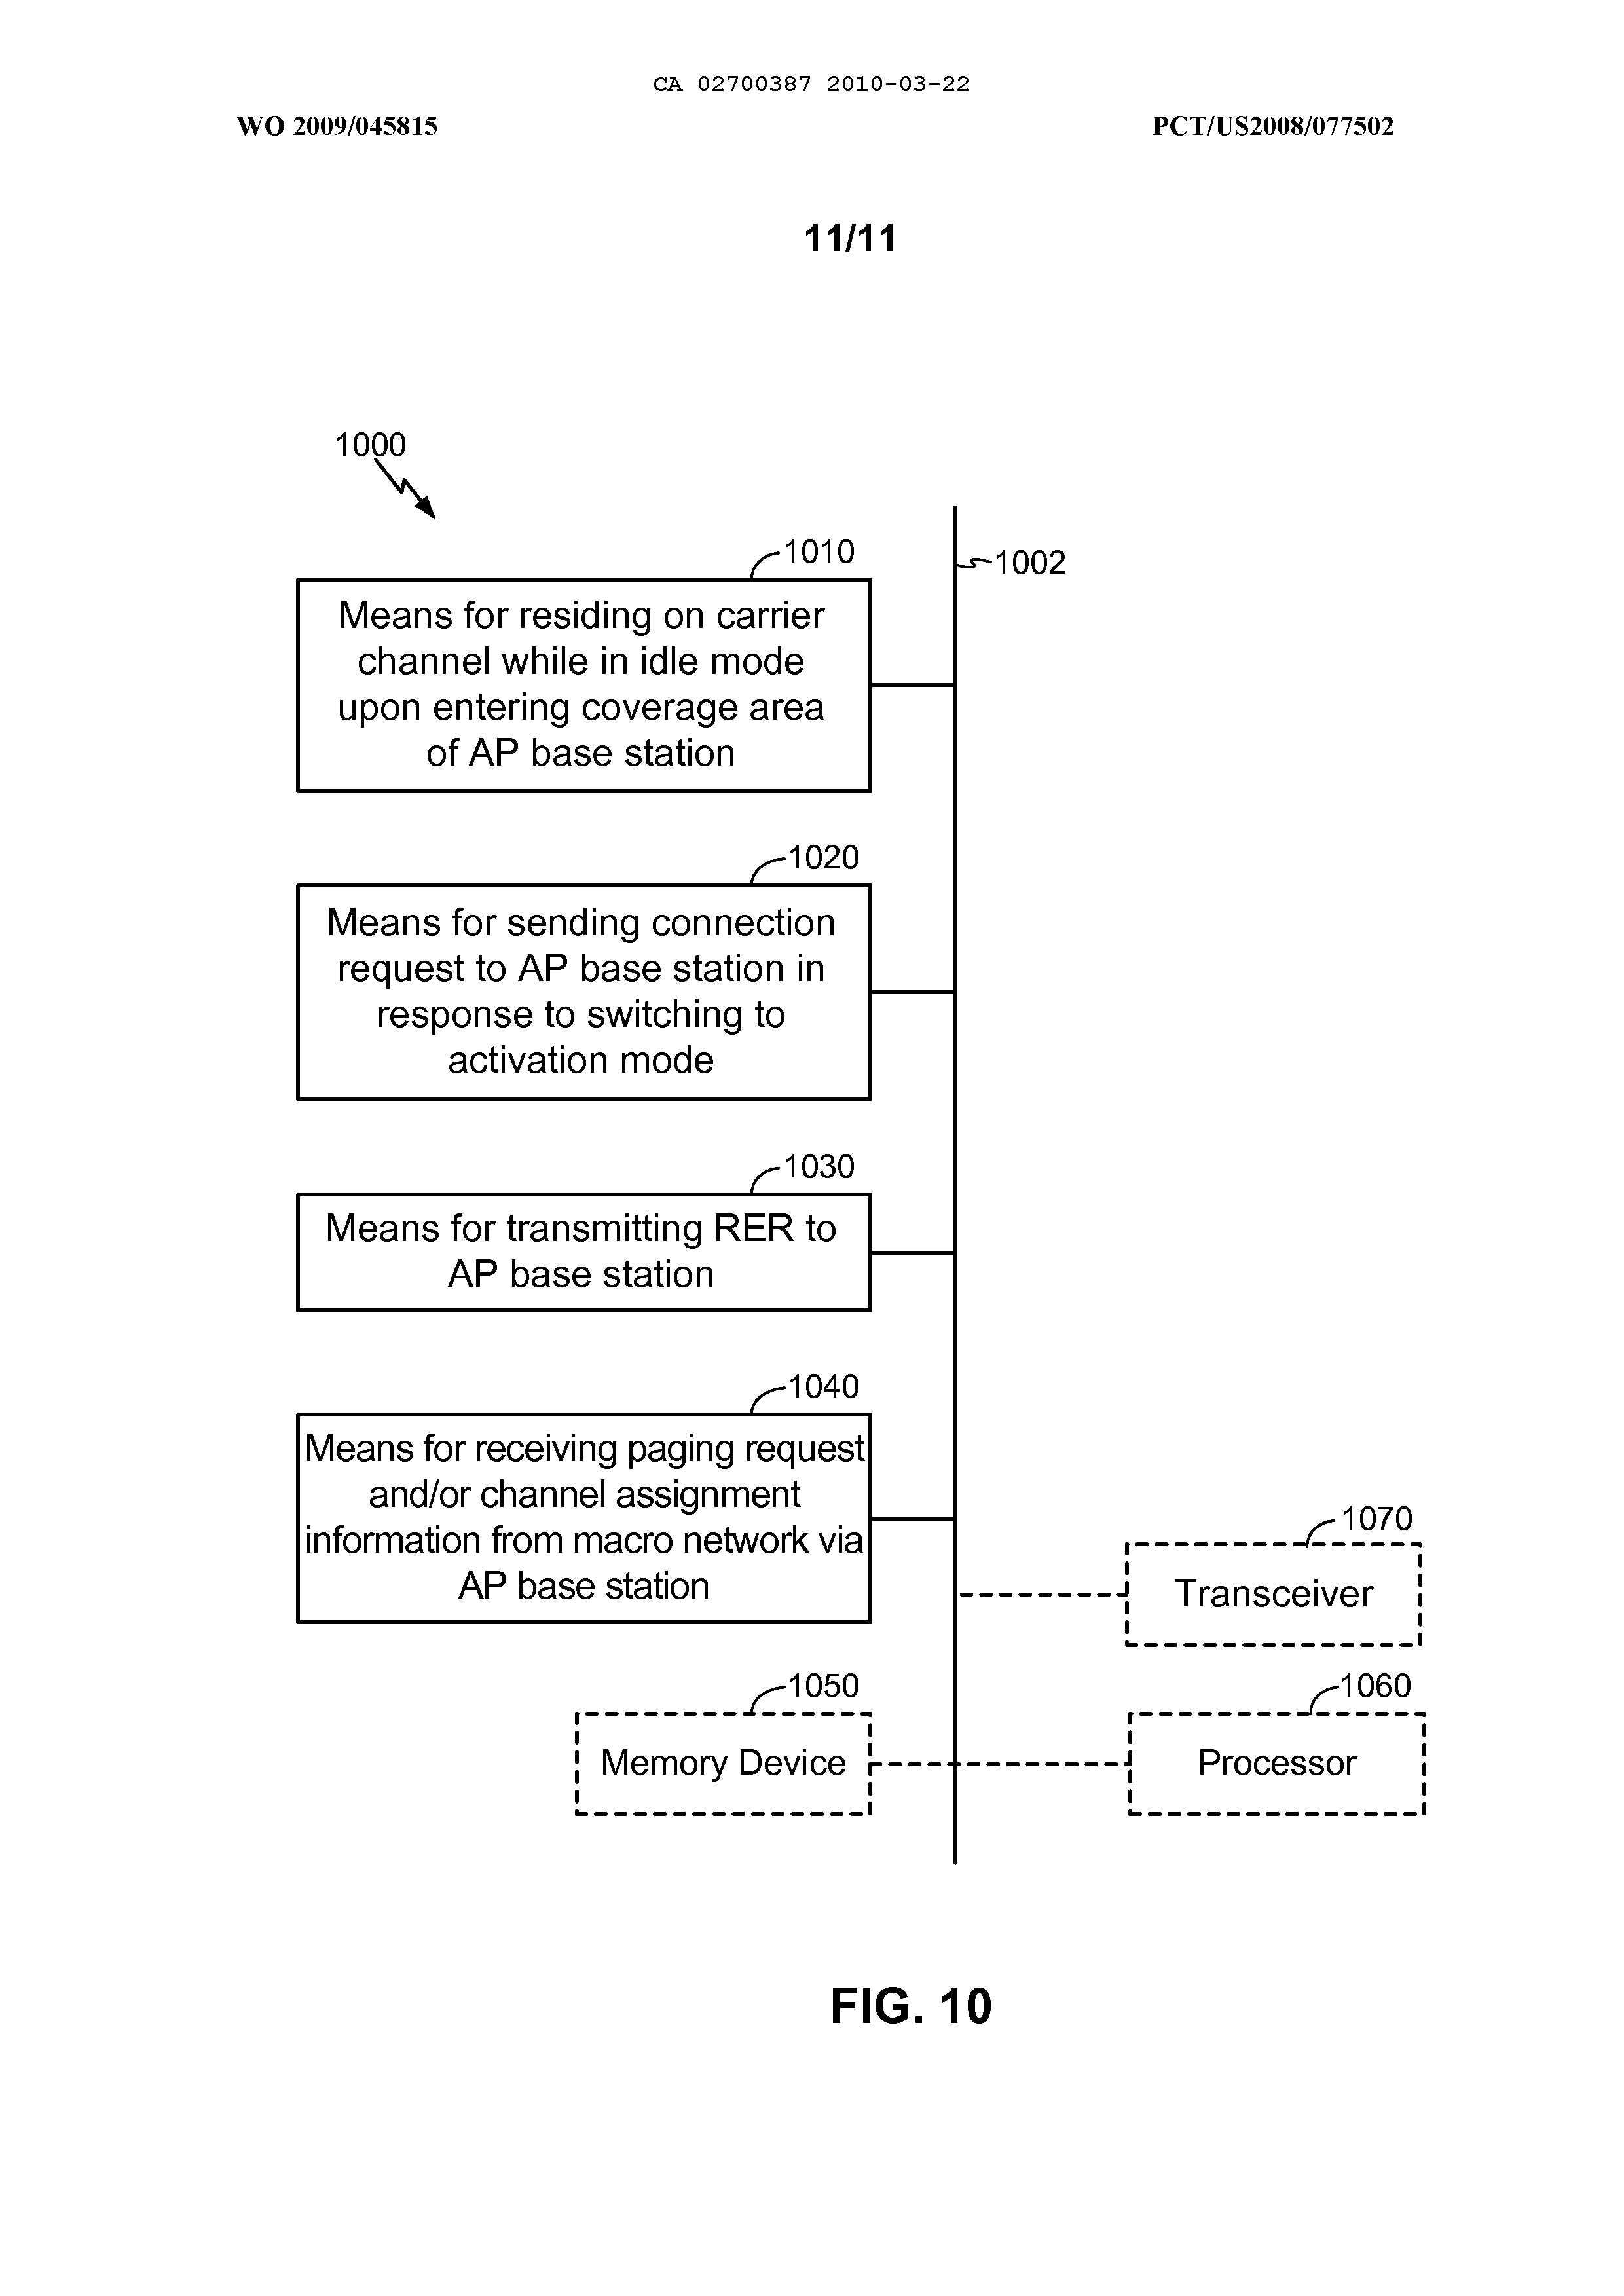 CA 02700387 2010-03-22
WO 2009/045815
PCT/US2008/077502
11/11
1000
1010
1002
Means for residing on carrier
channel while in idle mode
upon entering coverage area
of AP base station
1020
Means for sending connection
request to AP base station in
response to switching to
activation mode
1030
Means for transmitting RER to
AP base station
1040
Means for receiving paging request
and/or channel assignment
information from macro network via
AP base station
1070
Transceiver
1050
Memory Device
1060
Processor
FIG. 10